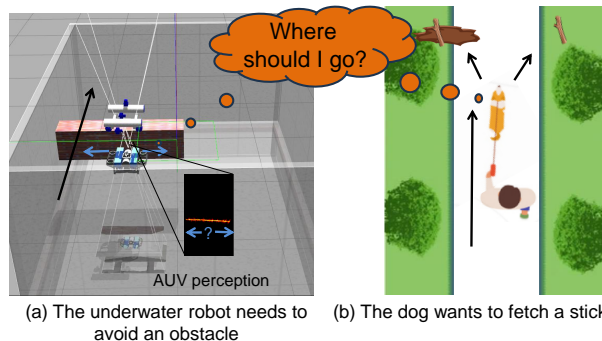 Where
should I go?
?
AUV perception
(a) The underwater robot needs to
avoid an obstacle
(b) The dog wants to fetch a stick